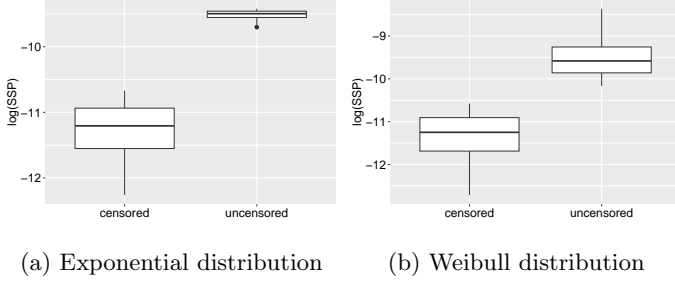 log(SSP)
−10
−11
−12
censored uncensored
log(SSP)
−9
−10
−11
−12
censored uncensored
(a) Exponential distribution (b) Weibull distribution